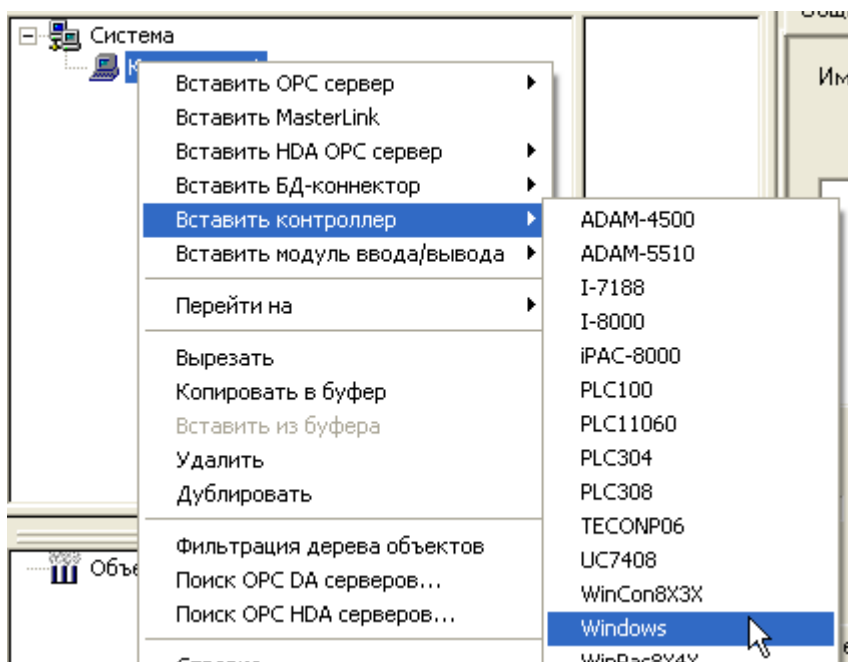 Система
Вставить OPC сервер
Вставить MasterLink
Вставить HDA OPC сервер
Вставить БД-коннектор
Вставить контроллер
Вставить модуль ввода/вывода
Перейти на
Вырезать
Копировать в буфер
Вставить из буфера
Удалить
Дублировать
Фильтрация дерева объектов
Поиск OPC DA серверов...
Поиск OPC HDA серверов...
ADAM-4500
ADAM-5510
I-7188
I-8000
iPAC-8000
PLC100
PLC11060
PLC304
PLC308
TECONP06
UC7408
WinCon8X3X
Windows
WinPac8X4X